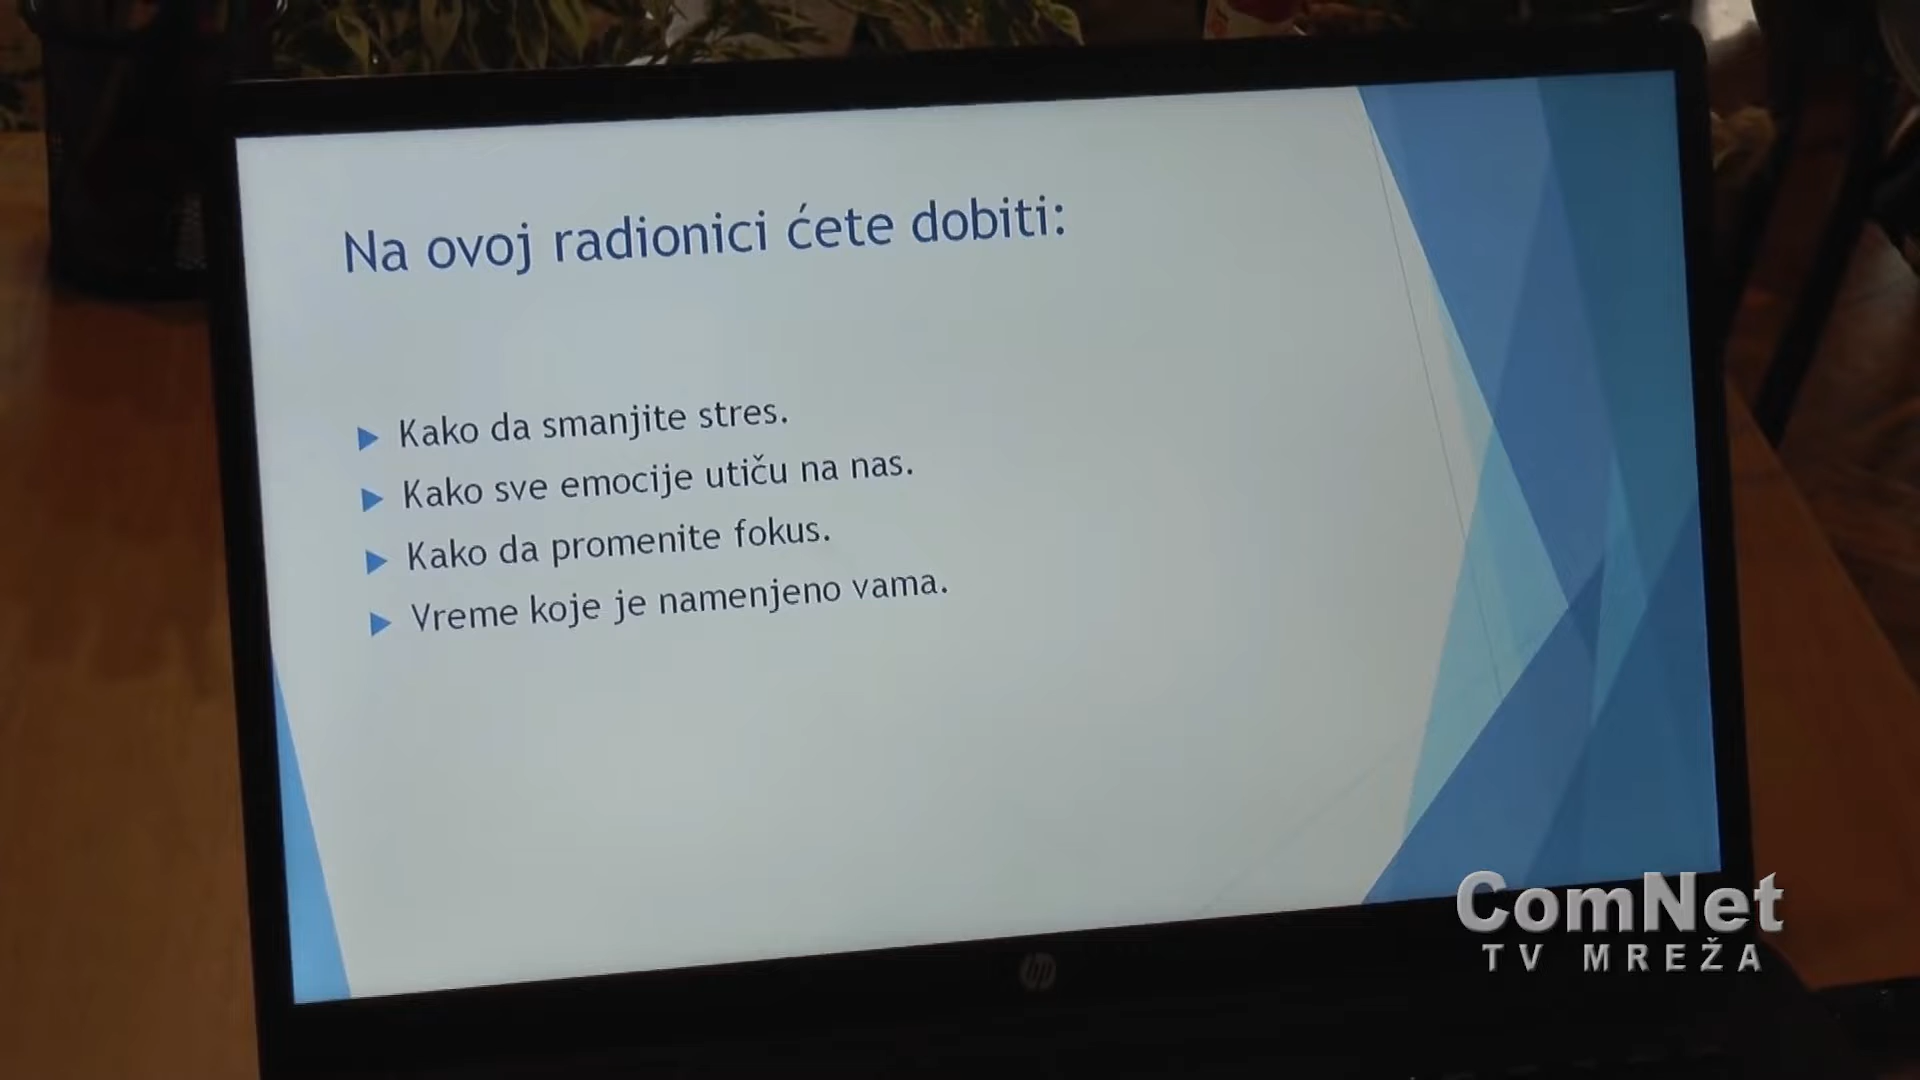 Na ovoj radionici ćete dobiti:
Kako da smanjite stres.
Kako sve emocije utiču na nas.
Kako da promenite fokus.
Vreme koje je namenjeno vama.
hp
ComNet
TV MREŽA